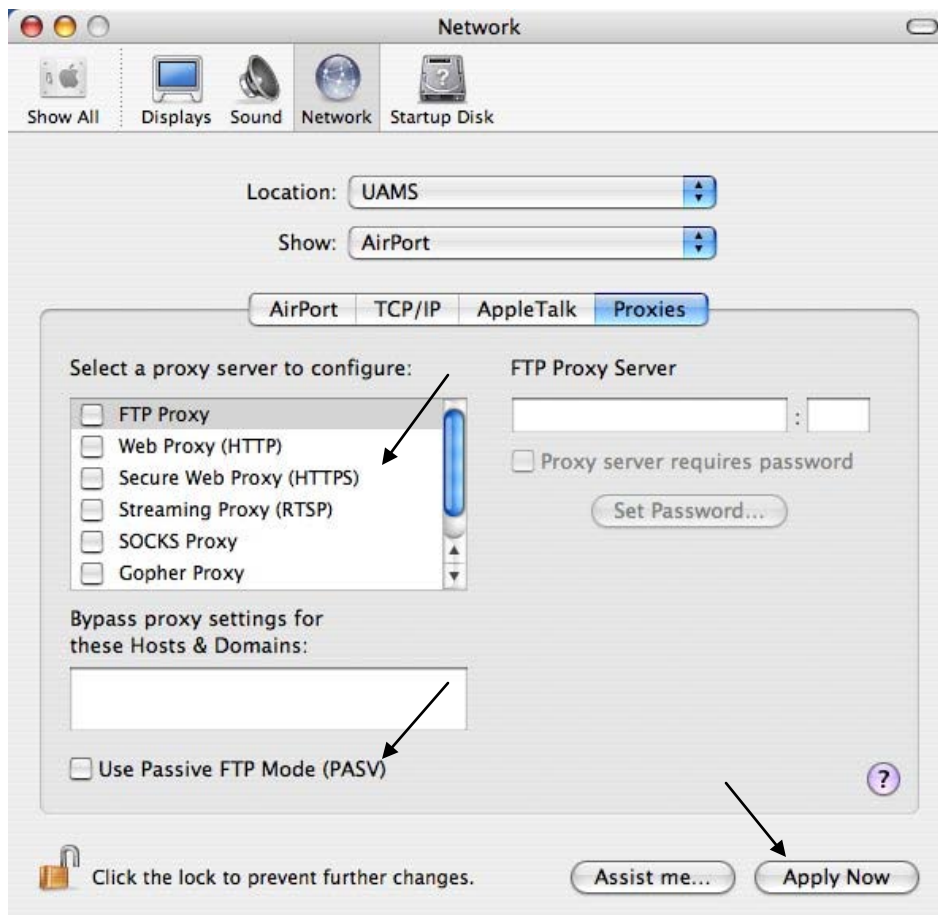 Network
Show All
Displays
Sound
Network
Startup Disk
Location: UAMS
Show: AirPort
AirPort
TCP/IP
AppleTalk
Proxies
Select a proxy server to configure:
FTP Proxy
Web Proxy (HTTP)
Secure Web Proxy (HTTPS)
Streaming Proxy (RTSP)
SOCKS Proxy
Gopher Proxy
FTP Proxy Server
:
Proxy server requires password
Set Password...
Bypass proxy settings for
these Hosts & Domains:
Use Passive FTP Mode (PASV)
?
Click the lock to prevent further changes.
Assist me...
Apply Now